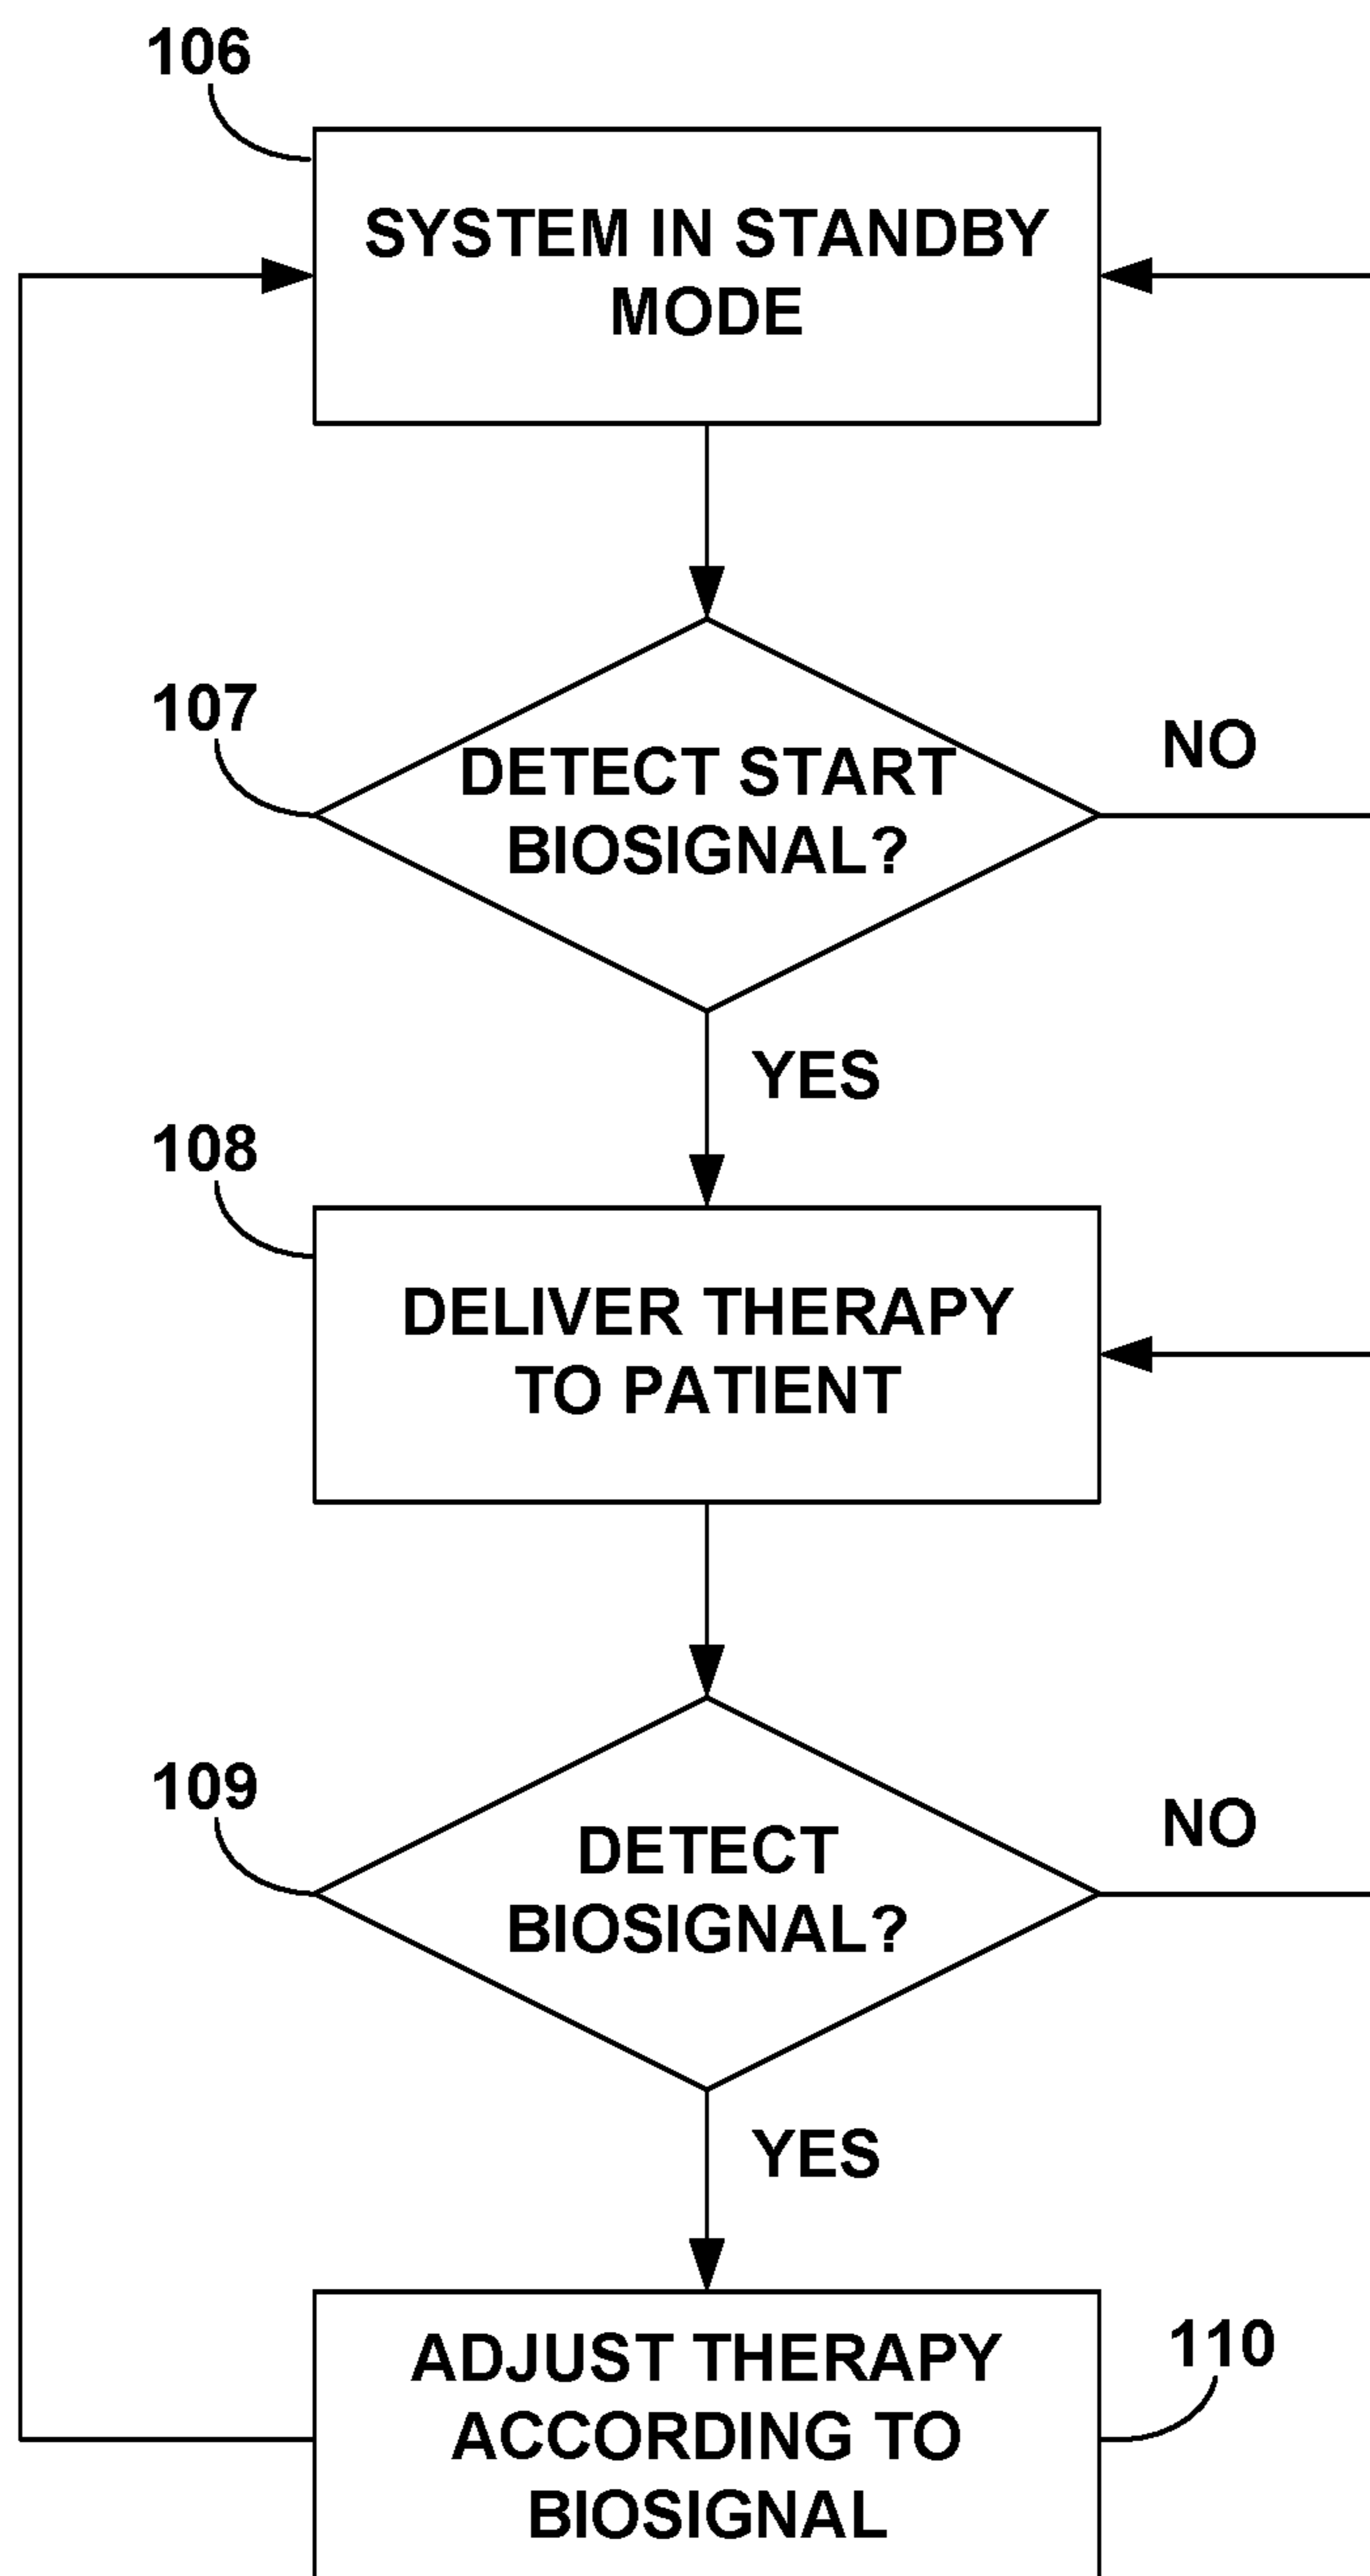 106
SYSTEM IN STANDBY
MODE
107
DETECT START
BIOSIGNAL?
NO
YES
108
DELIVER THERAPY
TO PATIENT
109
DETECT
BIOSIGNAL?
NO
YES
ADJUST THERAPY
ACCORDING TO
BIOSIGNAL
110